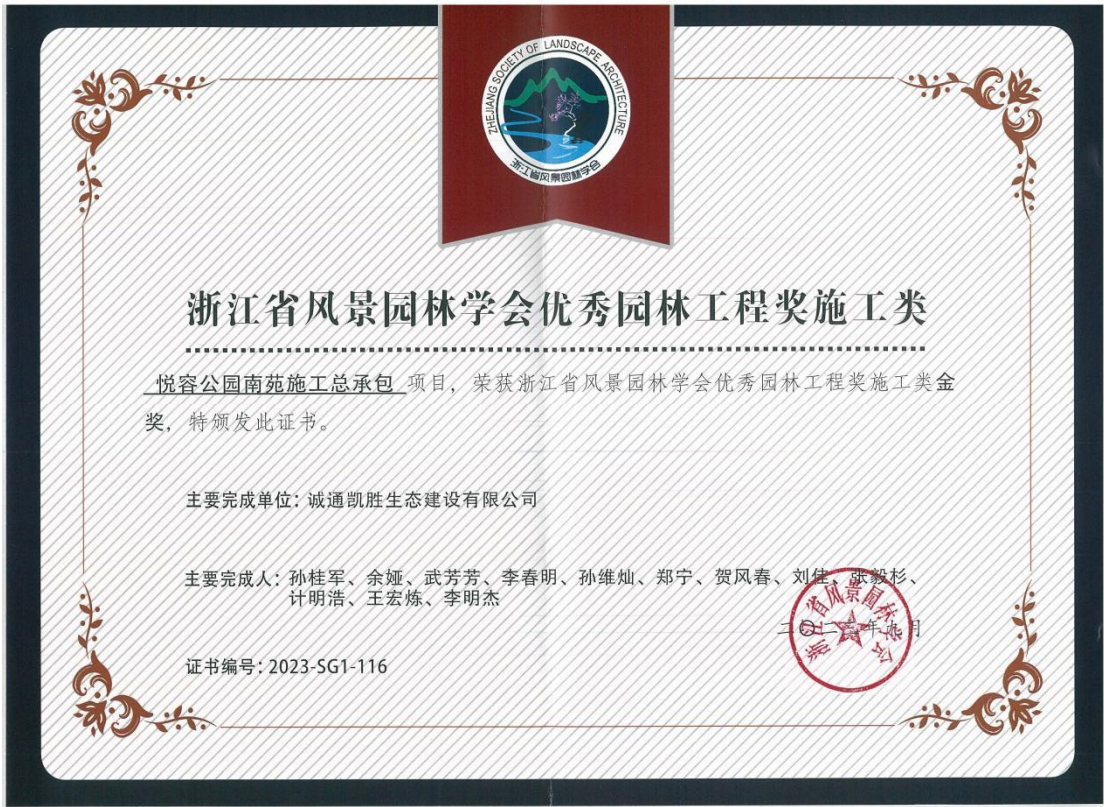 ZHEJIANG SOCIETY OF LANDSCAPE ARCHITECTURE
浙江省风景园林学会
浙江省风景园林学会优秀园林工程奖施工类
悦容公园南苑施工总承包 项目，荣获浙江省风景园林学会优秀园林工程奖施工类金
奖，特颁发此证书。
主要完成单位：诚通凯胜生态建设有限公司
主要完成人：孙桂军、余娅、武芳芳、李春明、孙维灿、郑宁、贺风春、刘佳、张毅杉、
计明浩、王宏炼、李明杰
二〇二三年九月
浙江省风景园林学会
证书编号：2023-SG1-116